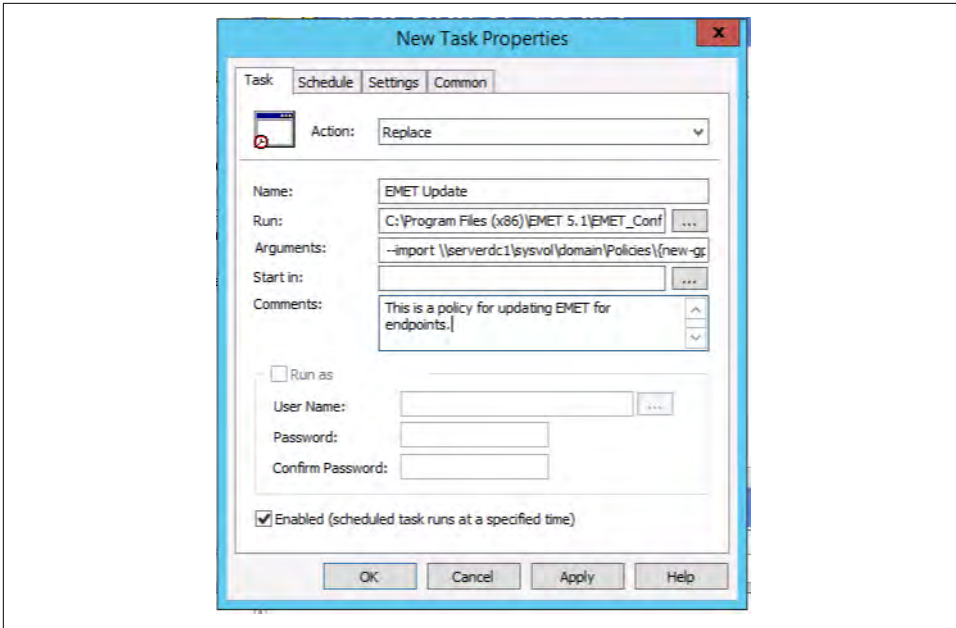 New Task Properties
x
Task Schedule Settings Common
Action: Replace
Name: EMET Update
Run: C:\Program Files (x86)\EMET 5.1\EMET_Conf ...
Arguments: --import \\serverdc1\sysvol\domain\Policies\{new-gp
Start in: ...
Comments: This is a policy for updating EMET for
endpoints.
Run as
User Name: ...
Password:
Confirm Password:
Enabled (scheduled task runs at a specified time)
OK Cancel Apply Help